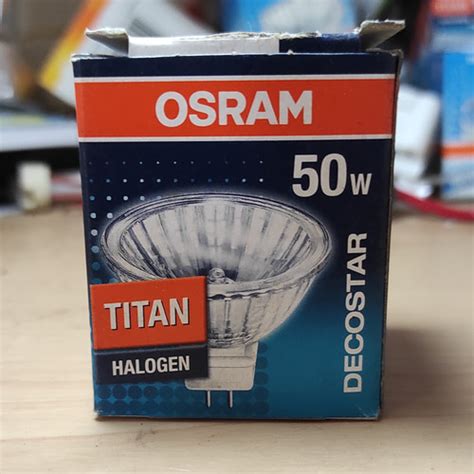 OSRAM
50W
TITAN
HALOGEN
DECOSTAR